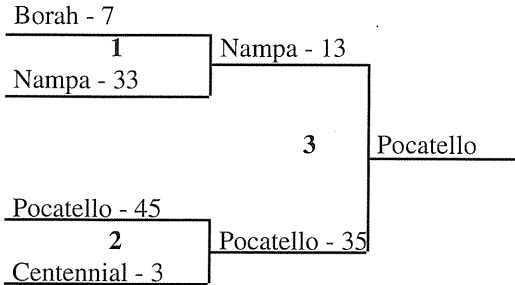 Borah - 7
1
Nampa - 33
Nampa - 13
3
Pocatello
Pocatello - 45
2
Centennial - 3
Pocatello - 35